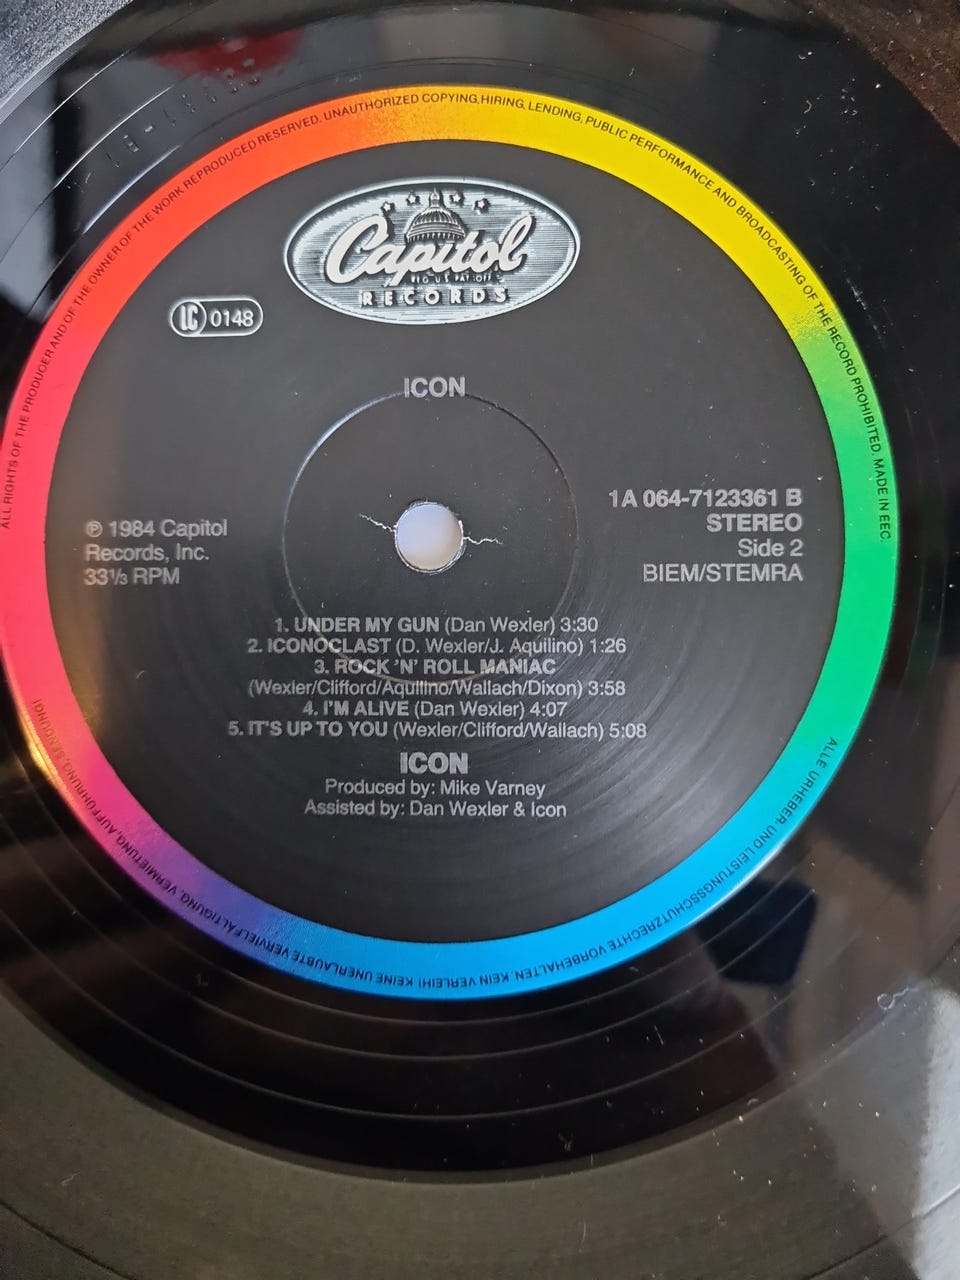 ALL RIGHTS OF THE PRODUCER AND OF THE OWNER OF THE WORK REPRODUCED RESERVED. UNAUTHORIZED COPYING, HIRING, LENDING, PUBLIC PERFORMANCE AND BROADCASTING OF THE RECORD PROHIBITED. MADE IN EEC.
Capitol
REG. U.S. PAT. OFF.
RECORDS
LC 0148
ICON
1A 064-7123361 B
STEREO
Side 2
BIEM/STEMRA
℗ 1984 Capitol
Records, Inc.
33⅓ RPM
1. UNDER MY GUN (Dan Wexler) 3:30
2. ICONOCLAST (D. Wexler/J. Aquilino) 1:26
3. ROCK 'N' ROLL MANIAC
(Wexler/Clifford/Aquilino/Wallach/Dixon) 3:58
4. I'M ALIVE (Dan Wexler) 4:07
5. IT'S UP TO YOU (Wexler/Clifford/Wallach) 5:08
ICON
Produced by: Mike Varney
Assisted by: Dan Wexler & Icon
ALLE URHEBER- UND LEISTUNGSSCHUTZRECHTE VORBEHALTEN. KEIN VERLEIH! KEINE UNERLAUBTE VERVIELFÄLTIGUNG, VERMIETUNG, AUFFÜHRUNG, SENDUNG!